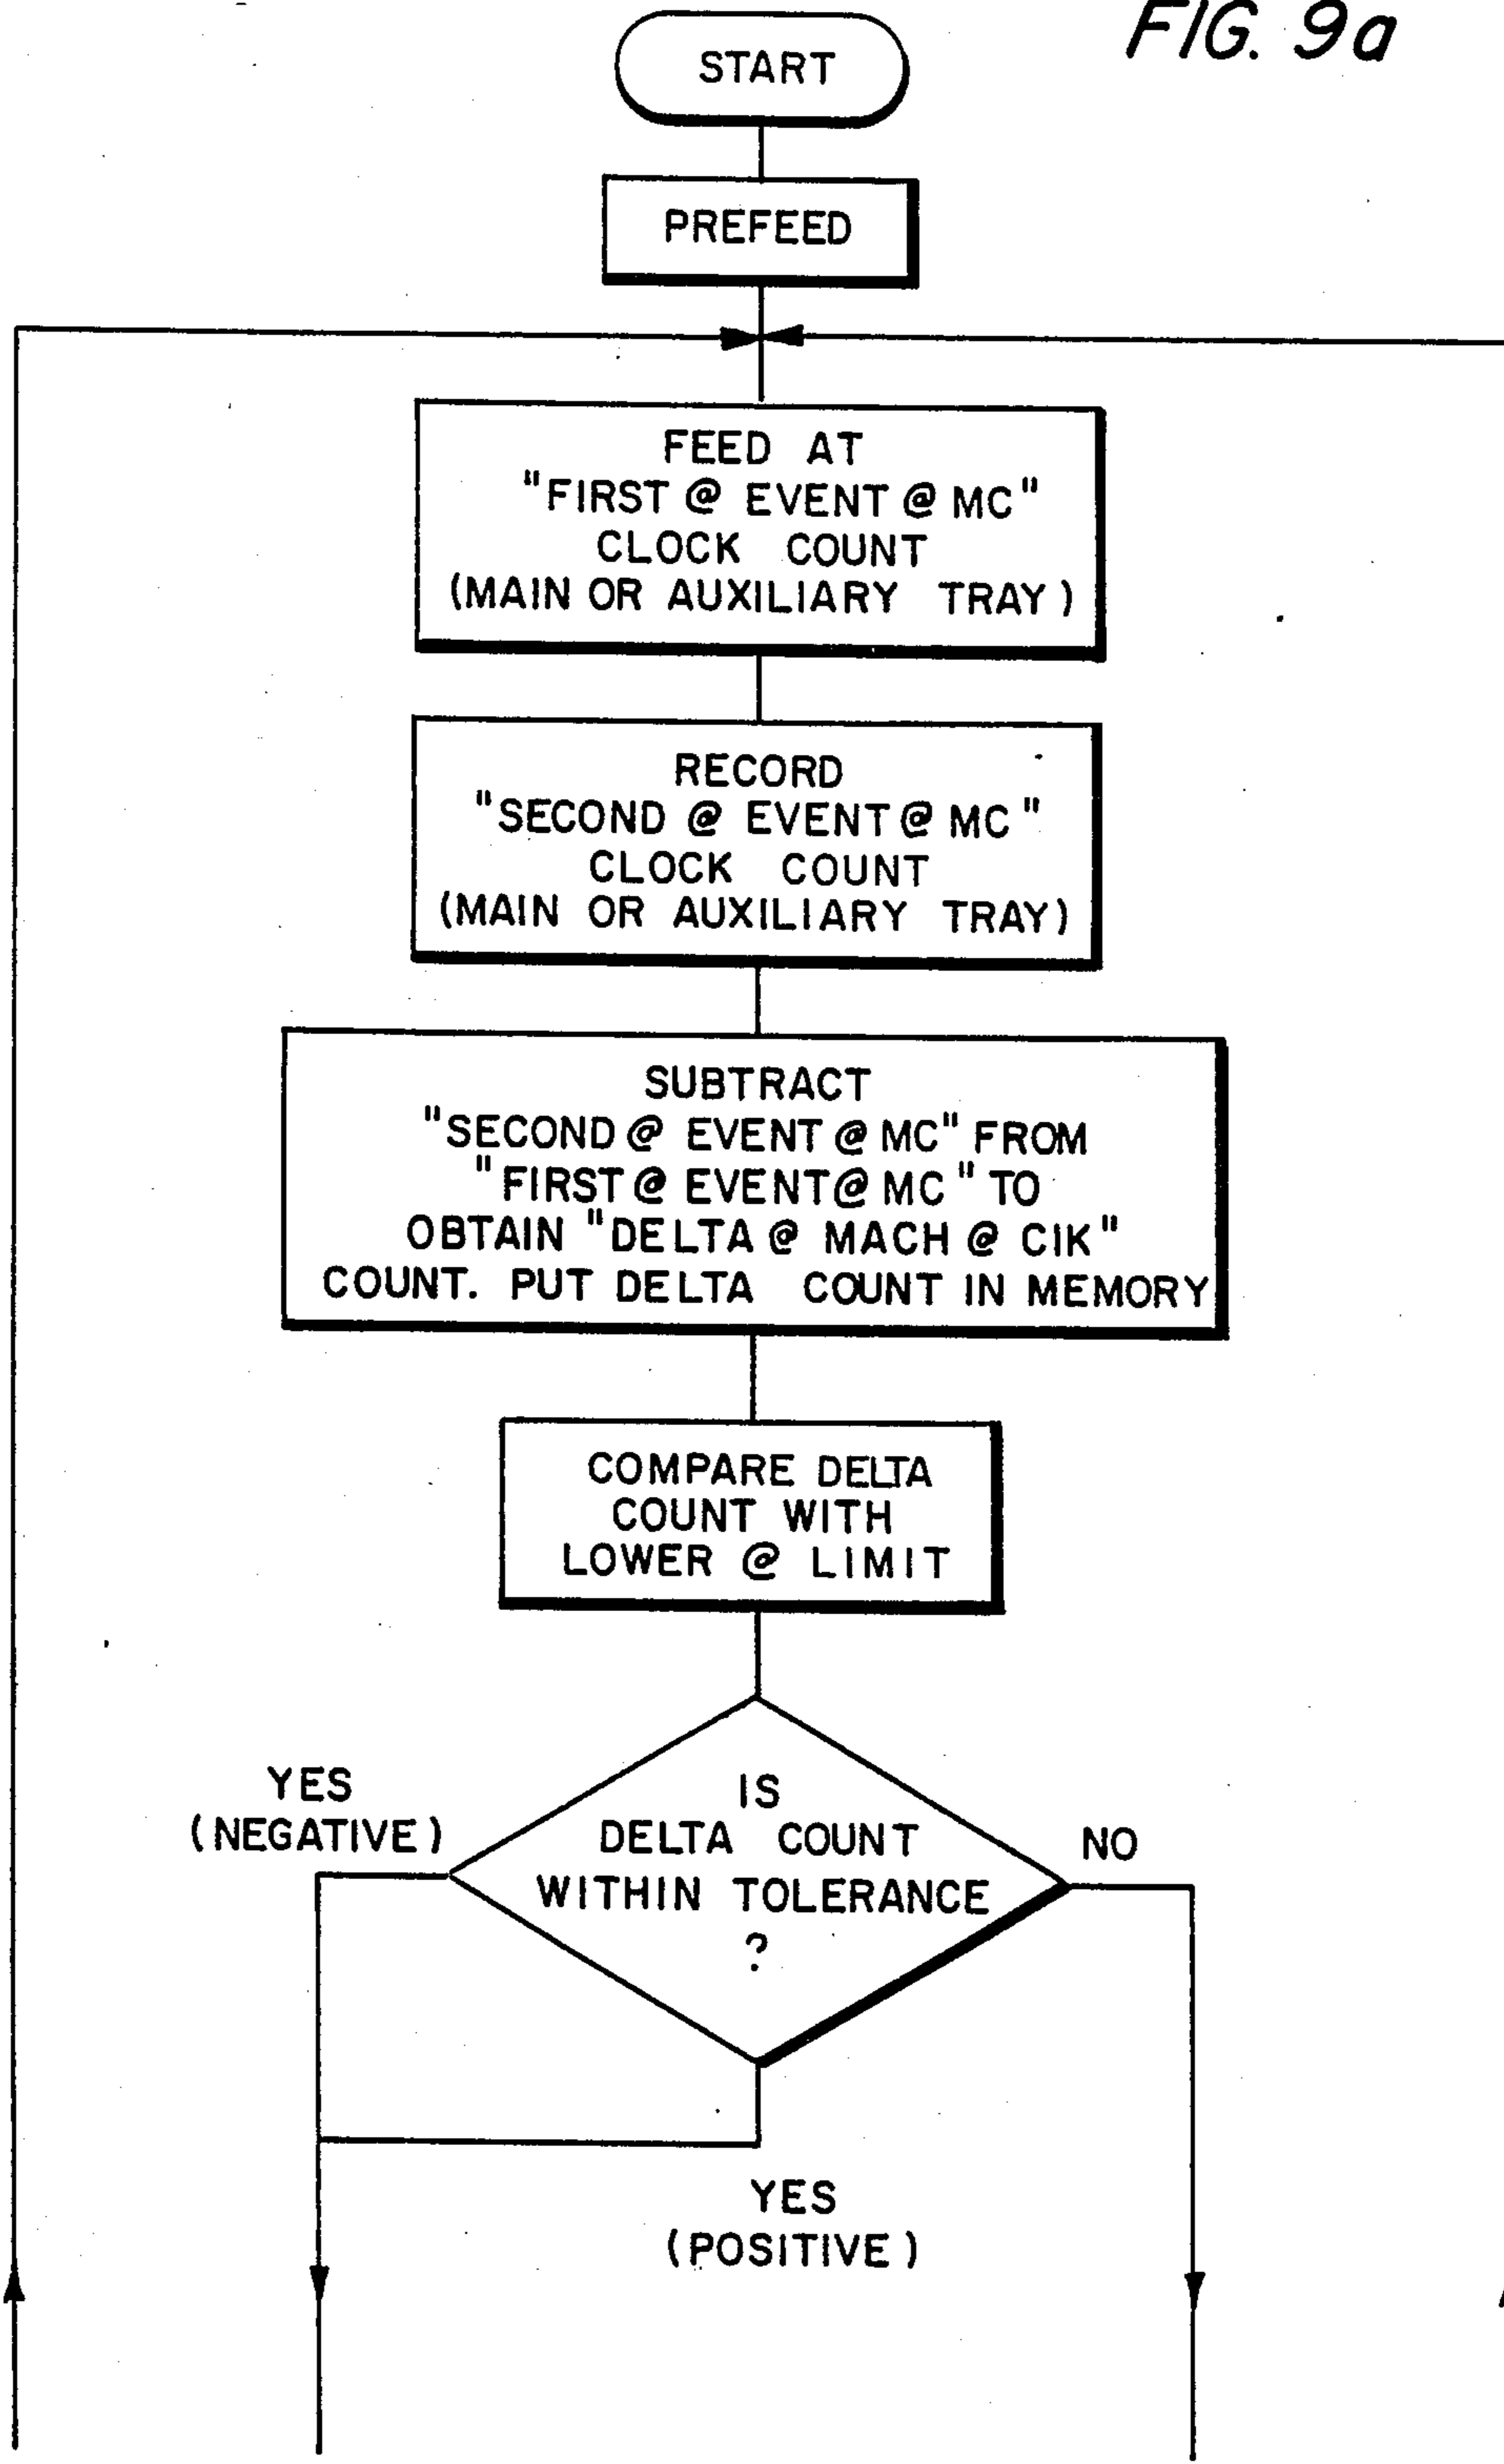 FIG. 9a
START
PREFEED
FEED AT
"FIRST @ EVENT @ MC"
CLOCK COUNT
(MAIN OR AUXILIARY TRAY)
RECORD
"SECOND @ EVENT @ MC"
CLOCK COUNT
(MAIN OR AUXILIARY TRAY)
SUBTRACT
"SECOND @ EVENT @ MC" FROM
"FIRST @ EVENT @ MC" TO
OBTAIN "DELTA @ MACH @ CIK"
COUNT. PUT DELTA COUNT IN MEMORY
COMPARE DELTA
COUNT WITH
LOWER @ LIMIT
YES
(NEGATIVE)
IS
DELTA COUNT
WITHIN TOLERANCE
?
NO
YES
(POSITIVE)